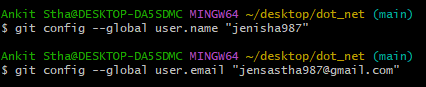 Ankit Stha@DESKTOP-DA5SDMC MINGW64 ~/desktop/dot_net (main)
$ git config --global user.name "jenisha987"
Ankit Stha@DESKTOP-DA5SDMC MINGW64 ~/desktop/dot_net (main)
$ git config --global user.email "jensastha987@gmail.com"